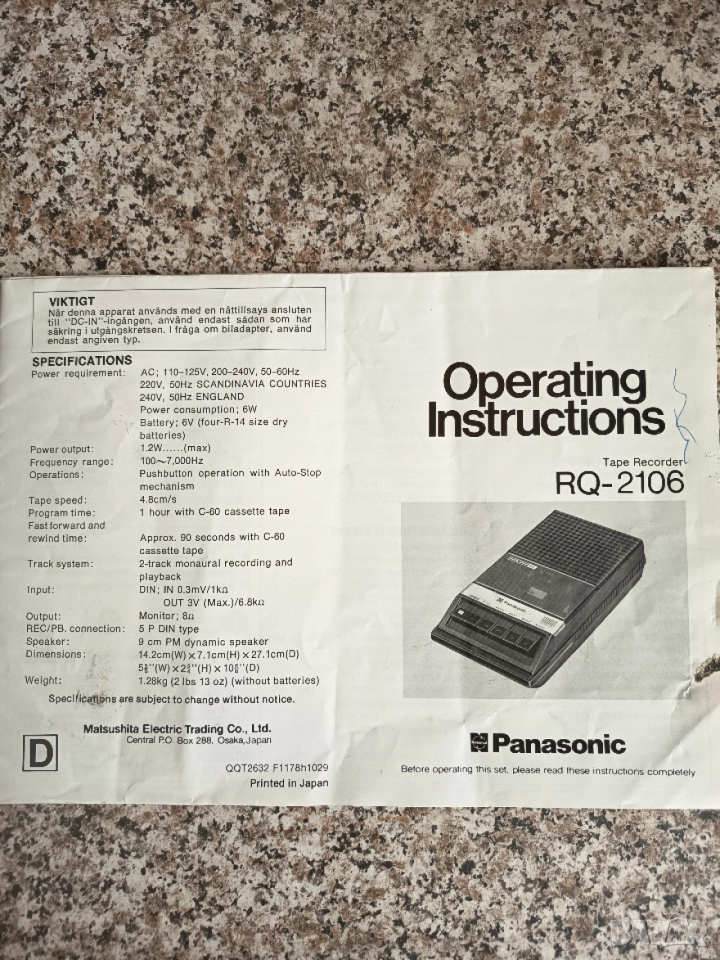 VIKTIGT
När denna apparat används med en nättillsays ansluten
till "DC-IN"-ingången, använd endast sådan som har
säkring i utgångskretsen. I fråga om biladapter, använd
endast angiven typ.
SPECIFICATIONS
Power requirement: AC; 110–125V, 200–240V, 50–60Hz
220V, 50Hz SCANDINAVIA COUNTRIES
240V, 50Hz ENGLAND
Power consumption; 6W
Battery; 6V (four-R-14 size dry
batteries)
Power output: 1.2W......(max)
Frequency range: 100～7,000Hz
Operations: Pushbutton operation with Auto-Stop
mechanism
Tape speed: 4.8cm/s
Program time: 1 hour with C-60 cassette tape
Fast forward and
rewind time: Approx. 90 seconds with C-60
cassette tape
Track system: 2-track monaural recording and
playback
Input: DIN; IN 0.3mV/1kΩ
OUT 3V (Max.)/6.8kΩ
Output: Monitor; 8Ω
REC/PB. connection: 5 P DIN type
Speaker: 9 cm PM dynamic speaker
Dimensions: 14.2cm(W)×7.1cm(H)×27.1cm(D)
(W)× (H)× (D)
Weight: 1.28kg (2 lbs 13 oz) (without batteries)
Specifications are subject to change without notice.
D
Matsushita Electric Trading Co., Ltd.
Central P.O. Box 288, Osaka, Japan
QQT2632 F1178h1029
Printed in Japan
Operating
Instructions
Tape Recorder
RQ-2106
Panasonic
Panasonic
Before operating this set, please read these instructions completely.